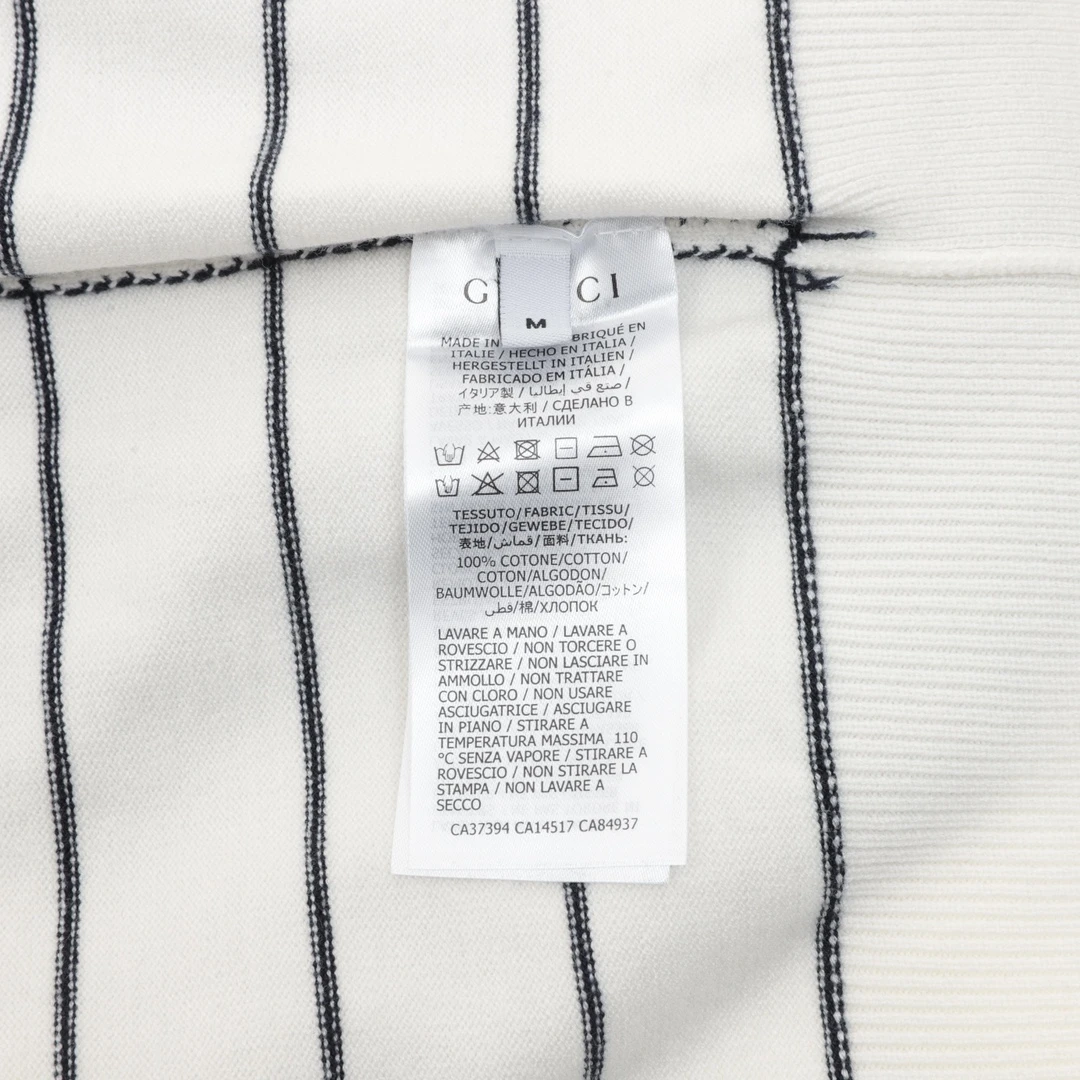 G CI
M
MADE IN BRIQUÉ EN
ITALIE / HECHO EN ITALIA /
HERGESTELLT IN ITALIEN /
FABRICADO EM ITÁLIA /
イタリア製 / صنع في إيطاليا /
产地:意大利 / СДЕЛАНО В
ИТАЛИИ
TESSUTO/FABRIC/TISSU/
TEJIDO/GEWEBE/TECIDO/
表地/قماش/面料/ТКАНЬ:
100% COTONE/COTTON/
COTON/ALGODON/
BAUMWOLLE/ALGODÃO/コットン/
قطن/棉/ХЛОПОК
LAVARE A MANO / LAVARE A
ROVESCIO / NON TORCERE O
STRIZZARE / NON LASCIARE IN
AMMOLLO / NON TRATTARE
CON CLORO / NON USARE
ASCIUGATRICE / ASCIUGARE
IN PIANO / STIRARE A
TEMPERATURA MASSIMA 110
°C SENZA VAPORE / STIRARE A
ROVESCIO / NON STIRARE LA
STAMPA / NON LAVARE A
SECCO
CA37394 CA14517 CA84937